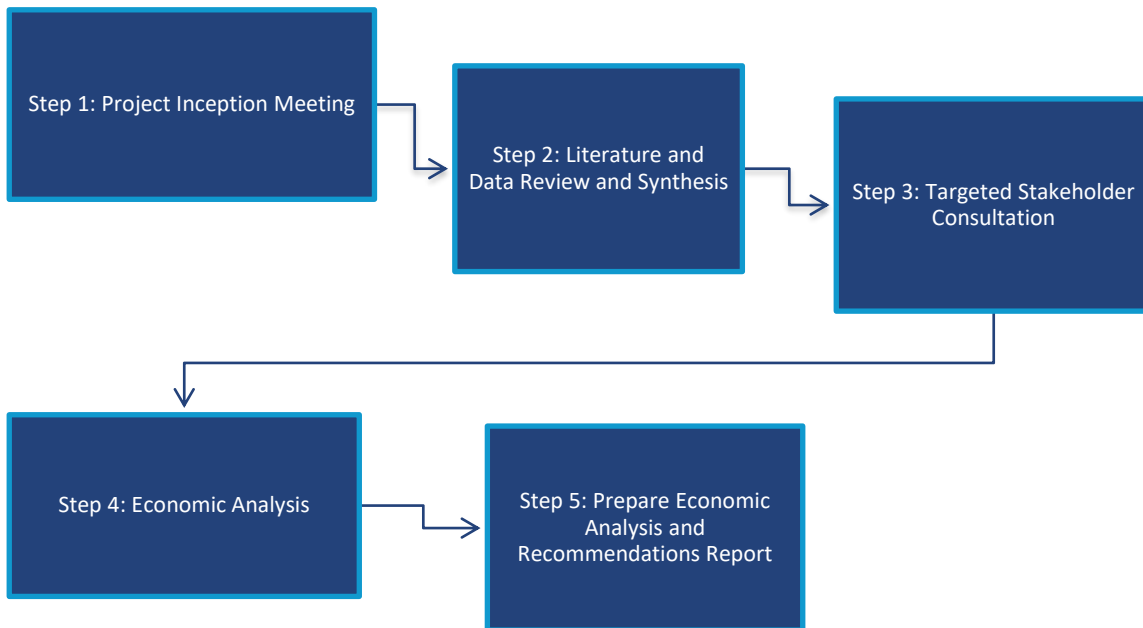 Step 1: Project Inception Meeting
Step 2: Literature and
Data Review and Synthesis
Step 3: Targeted Stakeholder
Consultation
Step 4: Economic Analysis
Step 5: Prepare Economic
Analysis and
Recommendations Report